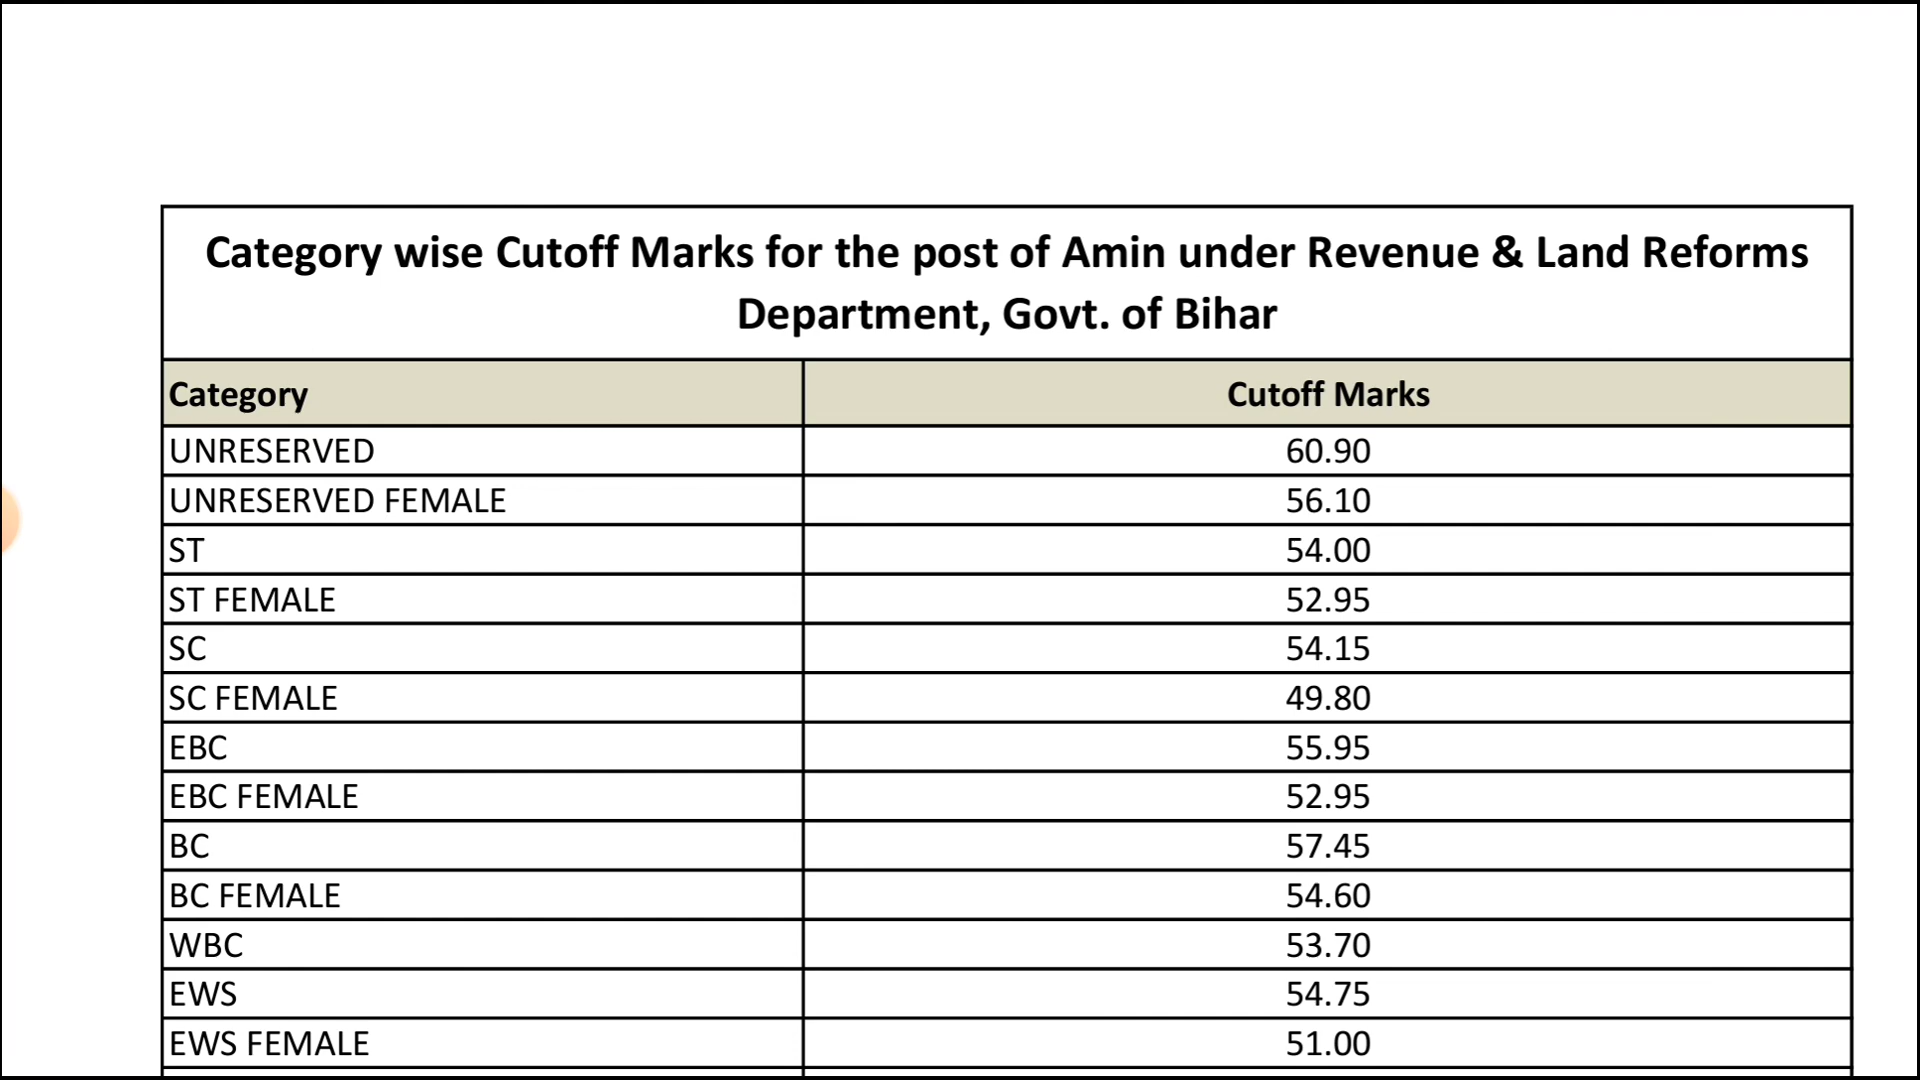 Category wise Cutoff Marks for the post of Amin under Revenue & Land Reforms
Department, Govt. of Bihar
Category Cutoff Marks
UNRESERVED 60.90
UNRESERVED FEMALE 56.10
ST 54.00
ST FEMALE 52.95
SC 54.15
SC FEMALE 49.80
EBC 55.95
EBC FEMALE 52.95
BC 57.45
BC FEMALE 54.60
WBC 53.70
EWS 54.75
EWS FEMALE 51.00